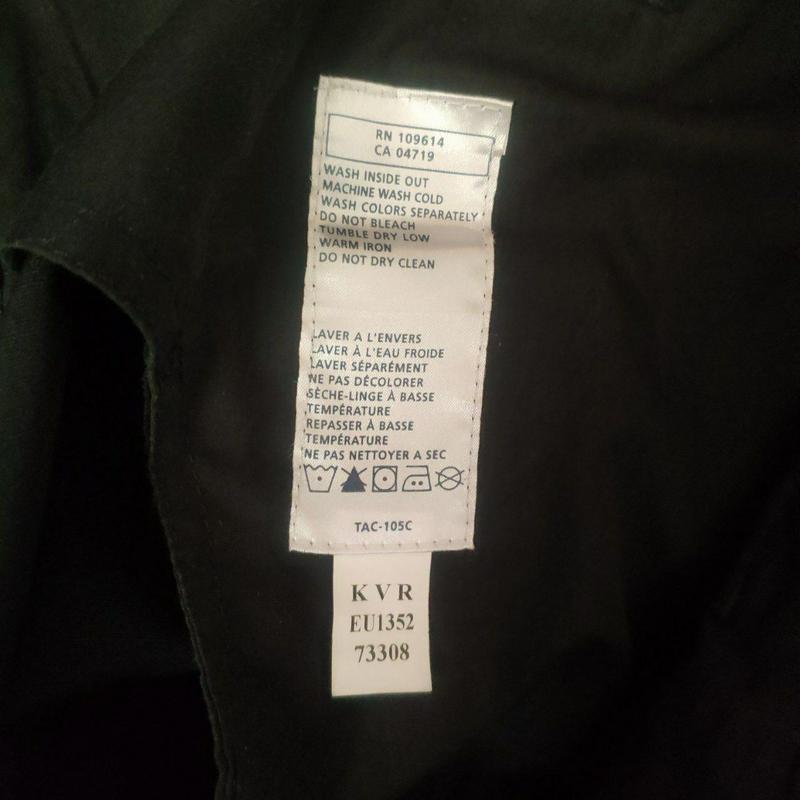 RN 109614
CA 04719
WASH INSIDE OUT
MACHINE WASH COLD
WASH COLORS SEPARATELY
DO NOT BLEACH
TUMBLE DRY LOW
WARM IRON
DO NOT DRY CLEAN
LAVER A L'ENVERS
LAVER À L'EAU FROIDE
LAVER SÉPARÉMENT
NE PAS DÉCOLORER
SÈCHE-LINGE À BASSE
TEMPÉRATURE
REPASSER À BASSE
TEMPÉRATURE
NE PAS NETTOYER A SEC
TAC-105C
K V R
EU1352
73308